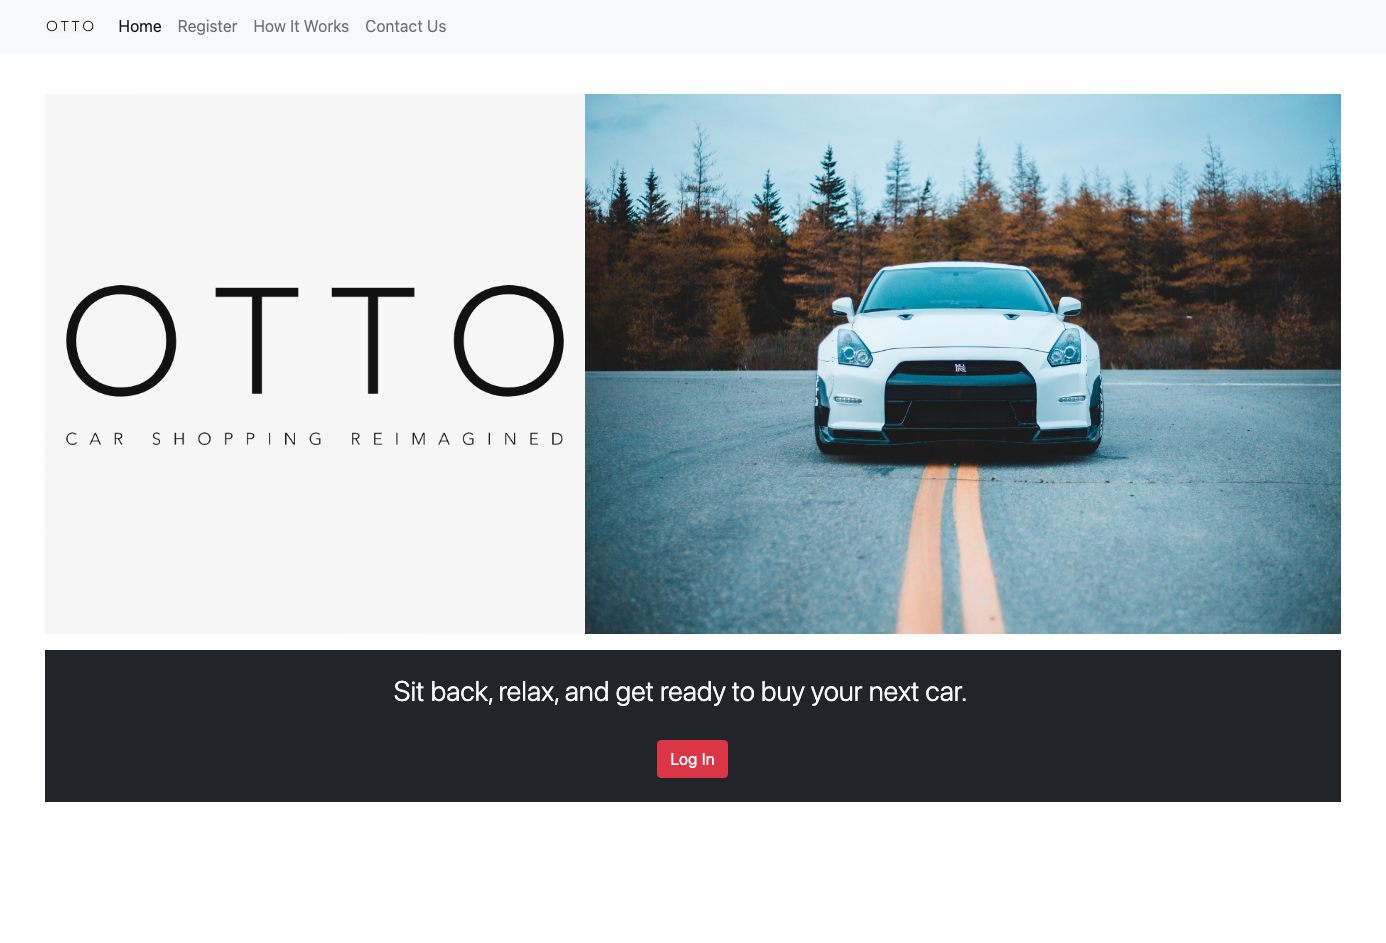 OTTO Home Register How It Works Contact Us
OTTO
CAR SHOPPING REIMAGINED
Sit back, relax, and get ready to buy your next car.
Log In